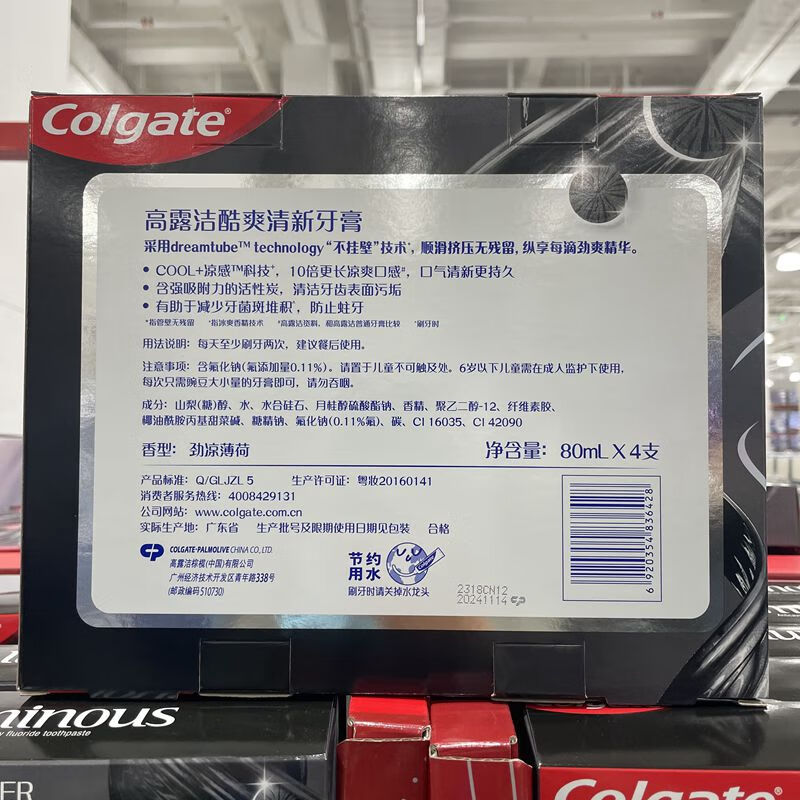 Colgate®
高露洁酷爽清新牙膏
采用dreamtube™ technology“不挂壁”技术*, 顺滑挤压无残留, 纵享每滴劲爽精华。
• COOL+凉感™科技⁺, 10倍更长凉爽口感#, 口气清新更持久
• 含强吸附力的活性炭, 清洁牙齿表面污垢
• 有助于减少牙菌斑堆积^, 防止蛀牙
*指管壁无残留 ⁺指冰爽香精技术 #高露洁资料, 和高露洁普通牙膏比较 ^刷牙时
用法说明: 每天至少刷牙两次, 建议餐后使用。
注意事项: 含氟化钠(氟添加量0.11%)。请置于儿童不可触及处。6岁以下儿童需在成人监护下使用,
每次只需豌豆大小量的牙膏即可, 请勿吞咽。
成分: 山梨(糖)醇、水、水合硅石、月桂醇硫酸酯钠、香精、聚乙二醇-12、纤维素胶、
椰油酰胺丙基甜菜碱、糖精钠、氟化钠(0.11%氟)、碳、CI 16035、CI 42090
香型: 劲凉薄荷
净含量: 80mL X 4支
产品标准: Q/GLJZL 5 生产许可证: 粤妆20160141
消费者服务热线: 4008429131
公司网站: www.colgate.com.cn
实际生产地: 广东省 生产批号及限期使用日期见包装 合格
CP COLGATE-PALMOLIVE CHINA CO., LTD.
高露洁棕榄(中国)有限公司
广州经济技术开发区青年路338号
(邮政编码510730)
节约
用水
刷牙时请关掉水龙头
2318CN12
20241114 CP
6 920354 836428
minous
fluoride toothpaste
ER
Colgate®